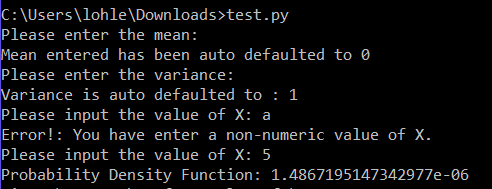 C:\Users\lohle\Downloads>test.py
Please enter the mean:
Mean entered has been auto defaulted to 0
Please enter the variance:
Variance is auto defaulted to : 1
Please input the value of X: a
Error!: You have enter a non-numeric value of X.
Please input the value of X: 5
Probability Density Function: 1.4867195147342977e-06